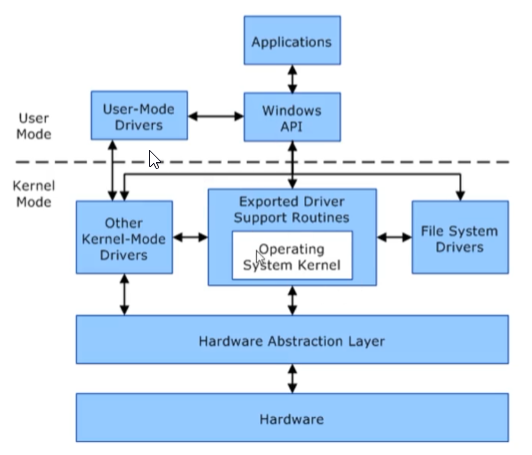 Applications
User-Mode
Drivers
Windows
API
User
Mode
Kernel
Mode
Other
Kernel-Mode
Drivers
Exported Driver
Support Routines
Operating
System Kernel
File System
Drivers
Hardware Abstraction Layer
Hardware